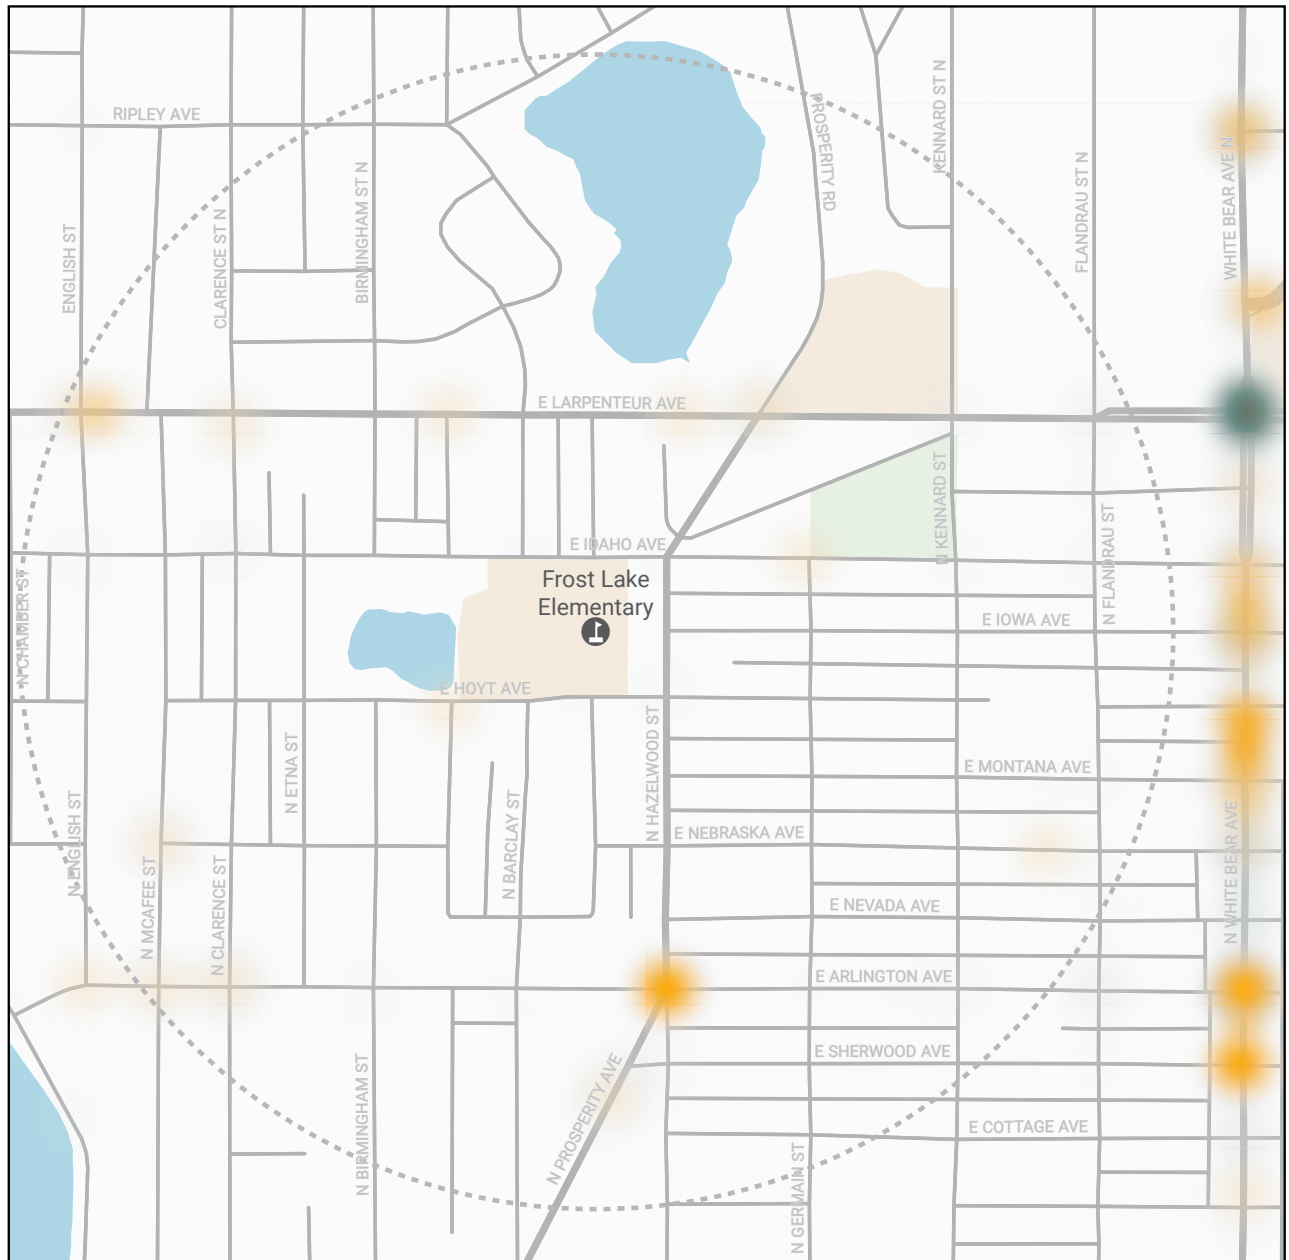 RIPLEY AVE
KENNARD ST N
PROSPERITY RD
WHITE BEAR AVE N
FLANDRAU ST N
BIRMINGHAM ST N
CLARENCE ST N
ENGLISH ST
E LARPENTEUR AVE
N KENNARD ST
N FLANDRAU ST
E IDAHO AVE
Frost Lake
Elementary
N CHAMBER ST
E IOWA AVE
E HOYT AVE
N HAZELWOOD ST
N ETNA ST
E MONTANA AVE
N ENGLISH ST
N BARCLAY ST
E NEBRASKA AVE
N WHITE BEAR AVE
N MCAFEE ST
N CLARENCE ST
E NEVADA AVE
E ARLINGTON AVE
E SHERWOOD AVE
N PROSPERITY AVE
N BIRMINGHAM ST
E COTTAGE AVE
N GERMAIN ST